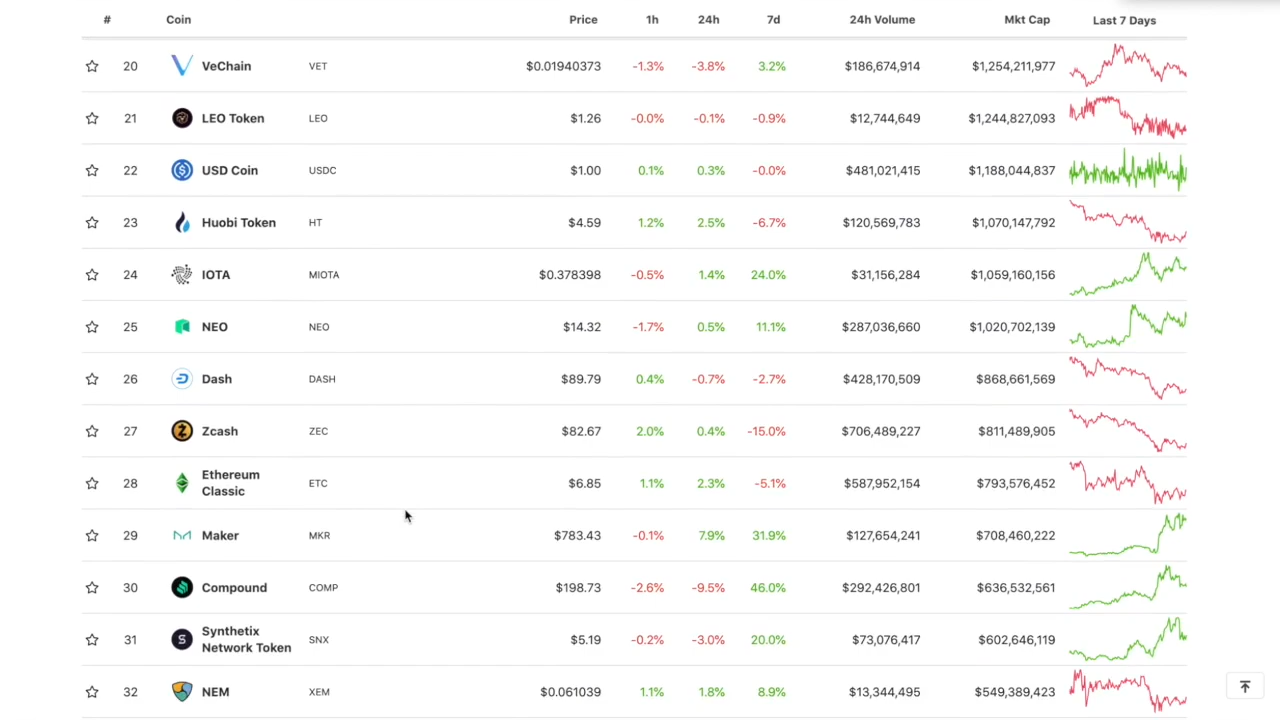 # Coin Price 1h 24h 7d 24h Volume Mkt Cap Last 7 Days
20 VeChain VET $0.01940373 -1.3% -3.8% 3.2% $186,674,914 $1,254,211,977
21 LEO Token LEO $1.26 -0.0% -0.1% -0.9% $12,744,649 $1,244,827,093
22 USD Coin USDC $1.00 0.1% 0.3% -0.0% $481,021,415 $1,188,044,837
23 Huobi Token HT $4.59 1.2% 2.5% -6.7% $120,569,783 $1,070,147,792
24 IOTA MIOTA $0.378398 -0.5% 1.4% 24.0% $31,156,284 $1,059,160,156
25 NEO NEO $14.32 -1.7% 0.5% 11.1% $287,036,660 $1,020,702,139
26 Dash DASH $89.79 0.4% -0.7% -2.7% $428,170,509 $868,661,569
27 Zcash ZEC $82.67 2.0% 0.4% -15.0% $706,489,227 $811,489,905
28 Ethereum Classic ETC $6.85 1.1% 2.3% -5.1% $587,952,154 $793,576,452
29 Maker MKR $783.43 -0.1% 7.9% 31.9% $127,654,241 $708,460,222
30 Compound COMP $198.73 -2.6% -9.5% 46.0% $292,426,801 $636,532,561
31 Synthetix Network Token SNX $5.19 -0.2% -3.0% 20.0% $73,076,417 $602,646,119
32 NEM XEM $0.061039 1.1% 1.8% 8.9% $13,344,495 $549,389,423